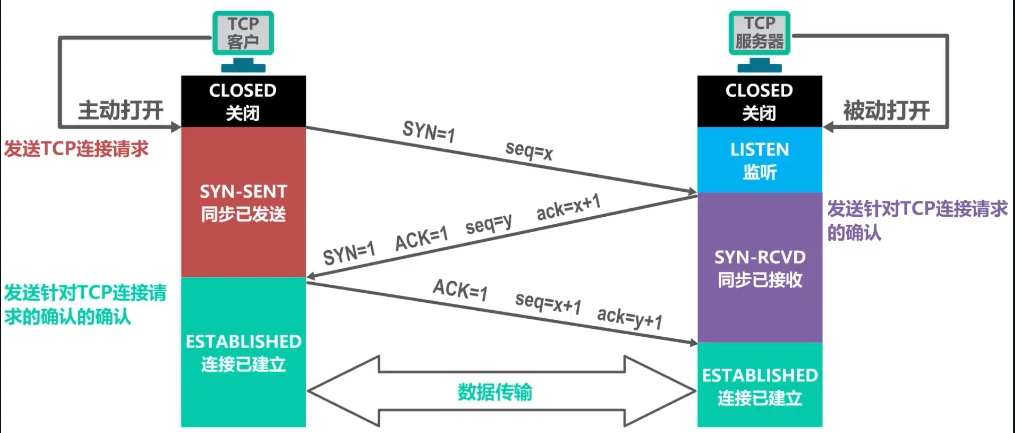 TCP
客户
TCP
服务器
CLOSED
关闭
CLOSED
关闭
主动打开
被动打开
发送TCP连接请求
SYN=1 seq=x
LISTEN
监听
SYN-SENT
同步已发送
SYN=1 ACK=1 seq=y ack=x+1
发送针对TCP连接请求
的确认
SYN-RCVD
同步已接收
发送针对TCP连接请
求的确认的确认
ACK=1 seq=x+1 ack=y+1
ESTABLISHED
连接已建立
数据传输
ESTABLISHED
连接已建立